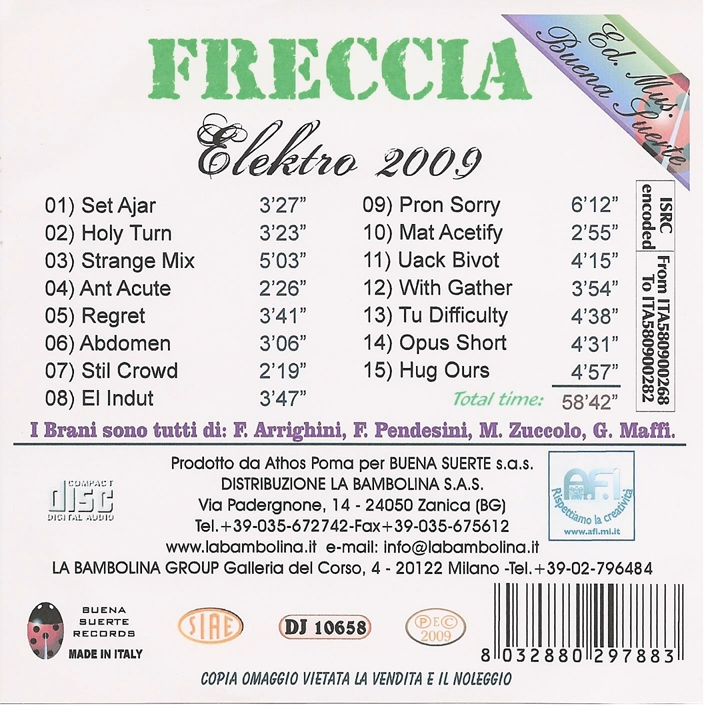 FRECCIA
Ed. Mus.
Buena Suerte
Elektro 2009
01) Set Ajar 3'27"
02) Holy Turn 3'23"
03) Strange Mix 5'03"
04) Ant Acute 2'26"
05) Regret 3'41"
06) Abdomen 3'06"
07) Stil Crowd 2'19"
08) El Indut 3'47"
09) Pron Sorry 6'12"
10) Mat Acetify 2'55"
11) Uack Bivot 4'15"
12) With Gather 3'54"
13) Tu Difficulty 4'38"
14) Opus Short 4'31"
15) Hug Ours 4'57"
Total time: 58'42"
ISRC
encoded
From ITA580900268
To ITA580900282
I Brani sono tutti di: F. Arrighini, F. Pendesini, M. Zuccolo, G. Maffi.
COMPACT
disc
DIGITAL AUDIO
Prodotto da Athos Poma per BUENA SUERTE s.a.s.
DISTRIBUZIONE LA BAMBOLINA S.A.S.
Via Padergnone, 14 - 24050 Zanica (BG)
Tel.+39-035-672742-Fax+39-035-675612
www.labambolina.it e-mail: info@labambolina.it
LA BAMBOLINA GROUP Galleria del Corso, 4 - 20122 Milano -Tel.+39-02-796484
A.F.I
Rispettiamo la creatività
www.afi.mi.it
BUENA
SUERTE
RECORDS
MADE IN ITALY
SIAE
DJ 10658
PEC
2009
8 032880 297883
COPIA OMAGGIO VIETATA LA VENDITA E IL NOLEGGIO